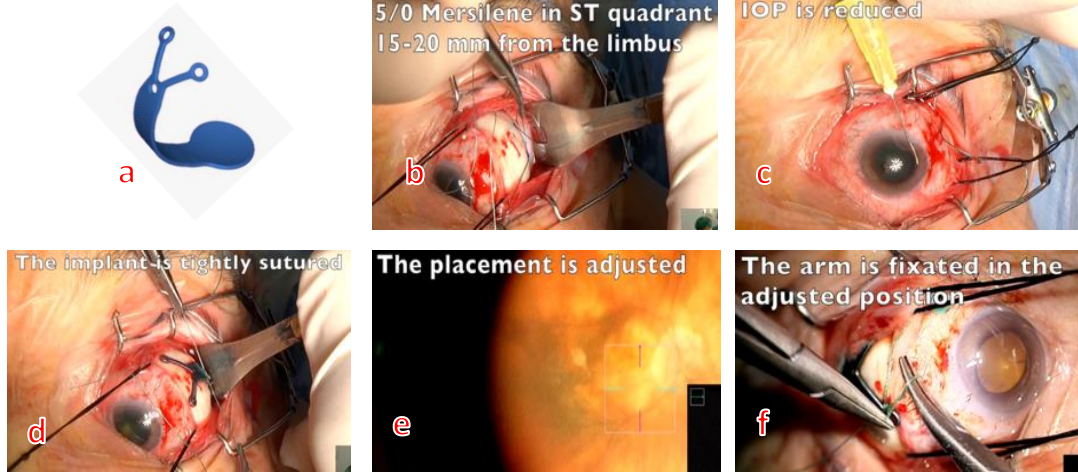 a
5/0 Mersilene in ST quadrant
15-20 mm from the limbus
b
IOP is reduced
c
The implant is tightly sutured
d
The placement is adjusted
e
The arm is fixated in the
adjusted position
f